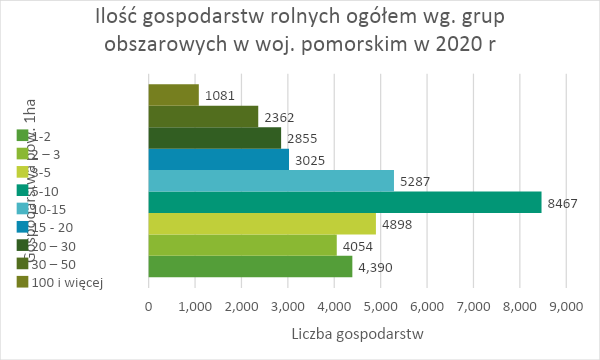 Ilość gospodarstw rolnych ogółem wg. grup
obszarowych w woj. pomorskim w 2020 r
1081
2362
2855
3025
5287
8467
4898
4054
4,390
Gospodarstwa pow. 1ha
1-2
2 – 3
3-5
5-10
10-15
15 - 20
20 – 30
30 – 50
100 i więcej
0 1,000 2,000 3,000 4,000 5,000 6,000 7,000 8,000 9,000
Liczba gospodarstw